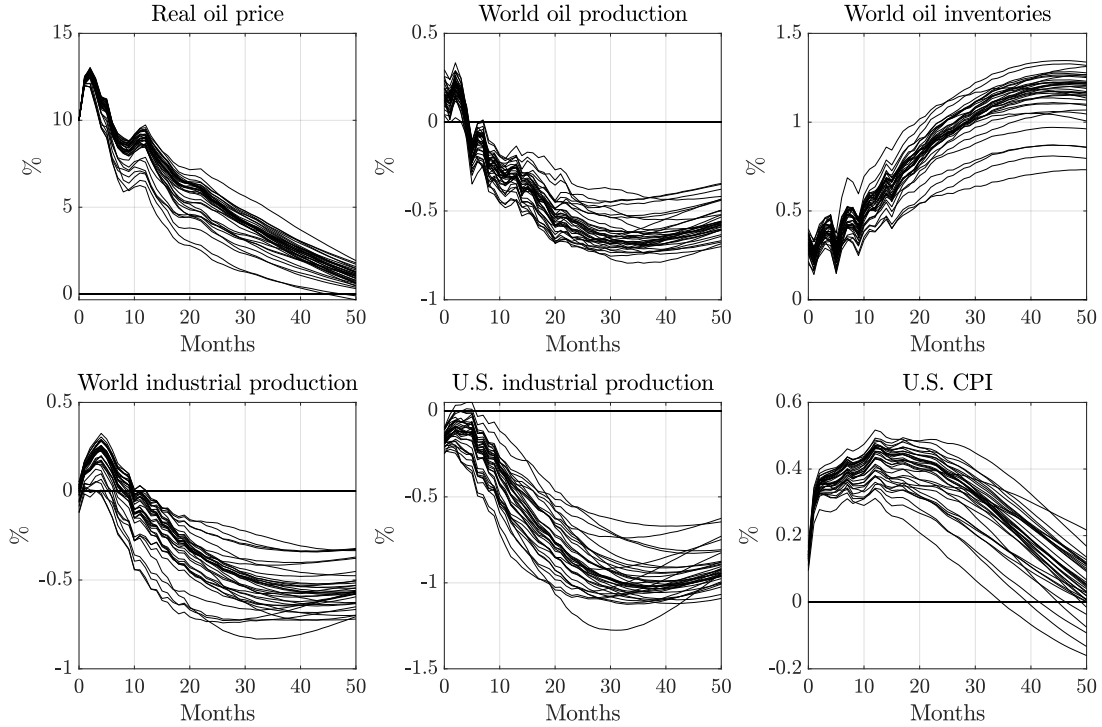 Real oil price
World oil production
World oil inventories
15
10
5
0
%
0 10 20 30 40 50
Months
0.5
0
-0.5
-1
%
0 10 20 30 40 50
Months
1.5
1
0.5
0
%
0 10 20 30 40 50
Months
World industrial production
U.S. industrial production
U.S. CPI
0.5
0
-0.5
-1
%
0 10 20 30 40 50
Months
0
-0.5
-1
-1.5
%
0 10 20 30 40 50
Months
0.6
0.4
0.2
0
-0.2
%
0 10 20 30 40 50
Months